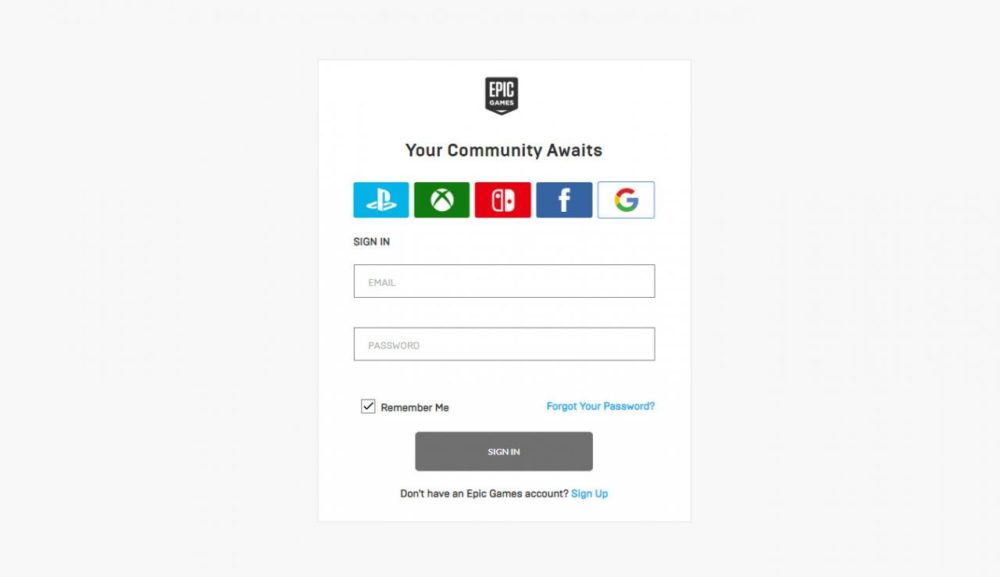 EPIC
GAMES
Your Community Awaits
SIGN IN
EMAIL
PASSWORD
Remember Me
Forgot Your Password?
SIGN IN
Don't have an Epic Games account? Sign Up